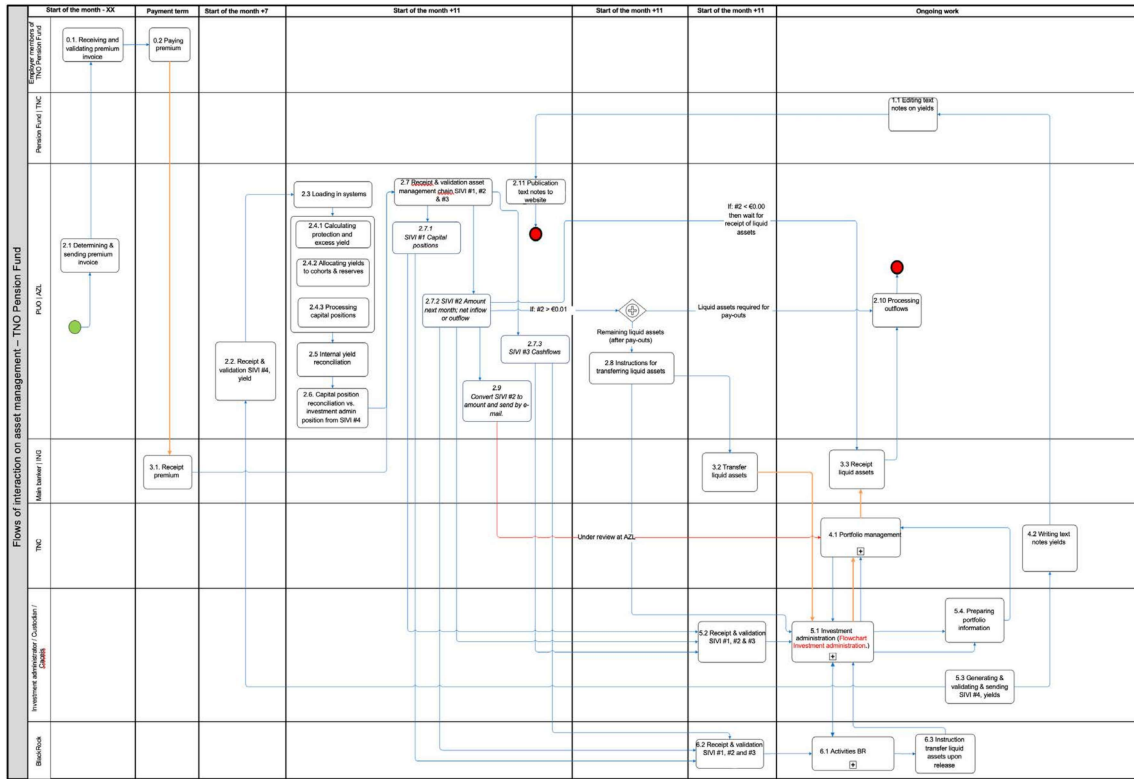 Flows of interaction on asset management – TNO Pension Fund
Start of the month - XX
Payment term
Start of the month +7
Start of the month +11
Start of the month +11
Start of the month +11
Ongoing work
Employer members of
TNO Pension Fund
0.1. Receiving and
validating premium
invoice
0.2 Paying
premium
Pension Fund | TNC
1.1 Editing text
notes on yields
PUO | AZL
2.1 Determining &
sending premium
invoice
2.2. Receipt &
validation SIVI #4,
yield
2.3 Loading in systems
2.4.1 Calculating
protection and
excess yield
2.4.2 Allocating yields
to cohorts & reserves
2.4.3 Processing
capital positions
2.5 Internal yield
reconciliation
2.6. Capital position
reconciliation vs.
investment admin
position from SIVI #4
2.7 Receipt & validation asset
management chain SIVI #1, #2
& #3
2.7.1
SIVI #1 Capital
positions
2.7.2 SIVI #2 Amount
next month; net inflow
or outflow
2.7.3
SIVI #3 Cashflows
2.9
Convert SIVI #2 to
amount and send by e-
mail.
2.11 Publication
text notes to
website
If: #2 > €0.01
Remaining liquid assets
(after pay-outs)
2.8 Instructions for
transferring liquid assets
If: #2 < €0.00
then wait for
receipt of liquid
assets
Liquid assets required for
pay-outs
2.10 Processing
outflows
Main banker | ING
3.1. Receipt
premium
3.2 Transfer
liquid assets
3.3 Receipt
liquid assets
TNC
Under review at AZL
4.1 Portfolio management
4.2 Writing text
notes yields
Investment administrator / Custodian /
Caceis
5.2 Receipt & validation
SIVI #1, #2 & #3
5.1 Investment
administration (Flowchart
Investment administration.)
5.4. Preparing
portfolio
information
5.3 Generating &
validating & sending
SIVI #4, yields
BlackRock
6.2 Receipt & validation
SIVI #1, #2 and #3
6.1 Activities BR
6.3 Instruction
transfer liquid
assets upon
release